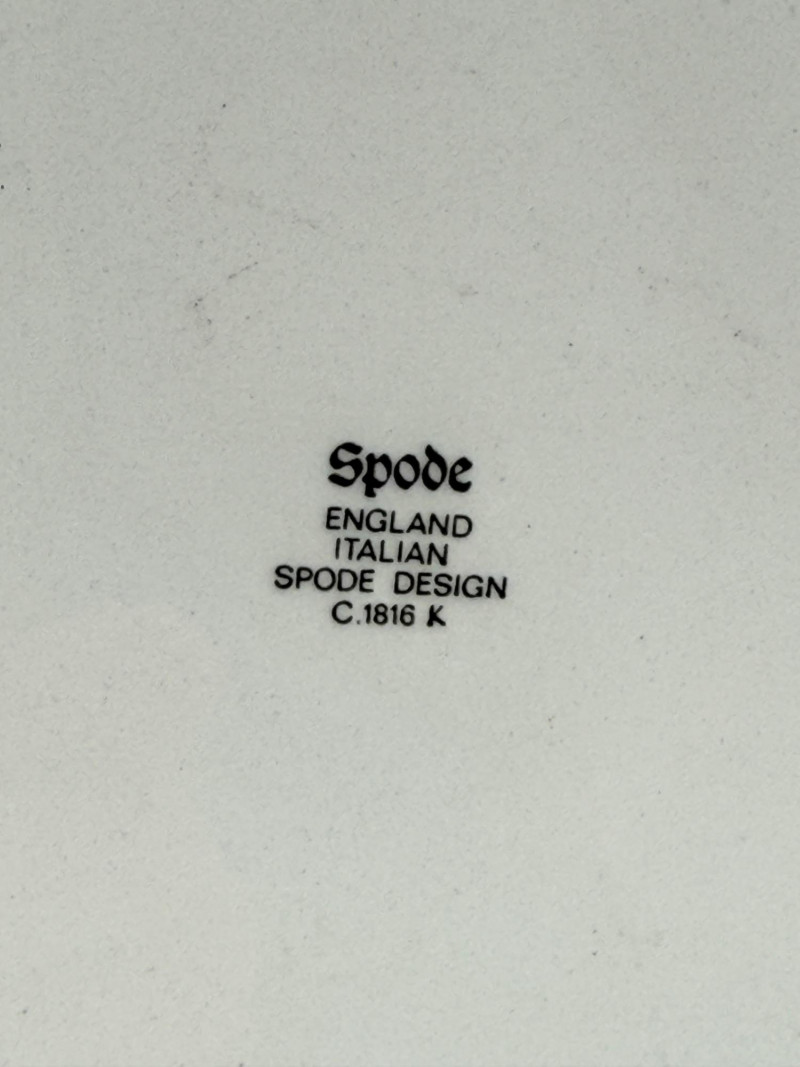 Spode
ENGLAND
ITALIAN
SPODE DESIGN
C.1816 K